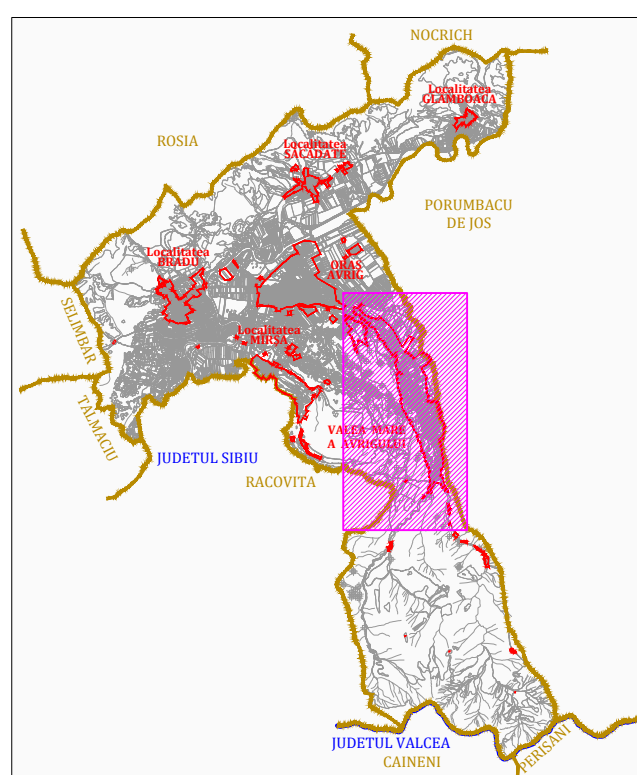 NOCRICH
Localitatea
GLAMBOACA
ROSIA
Localitatea
SACADATE
PORUMBACU
DE JOS
Localitatea
BRADU
ORAS
AVRIG
SELIMBAR
Localitatea
MIRSA
TALMACIU
VALEA MARE
A AVRIGULUI
JUDETUL SIBIU
RACOVITA
JUDETUL VALCEA
CAINENI
PERISANI